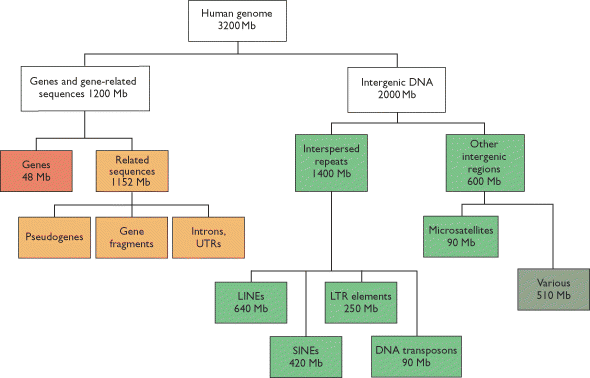 Human genome
3200 Mb
Genes and gene-related
sequences 1200 Mb
Intergenic DNA
2000 Mb
Genes
48 Mb
Related
sequences
1152 Mb
Interspersed
repeats
1400 Mb
Other
intergenic
regions
600 Mb
Pseudogenes
Gene
fragments
Introns,
UTRs
Microsatellites
90 Mb
Various
510 Mb
LINEs
640 Mb
LTR elements
250 Mb
SINEs
420 Mb
DNA transposons
90 Mb